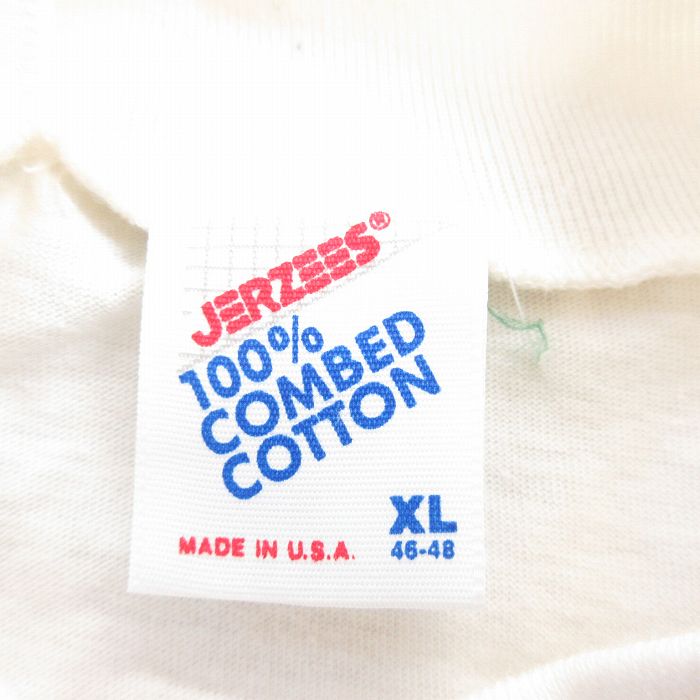 JERZEES®
100%
COMBED
COTTON
XL
MADE IN U.S.A.
46-48